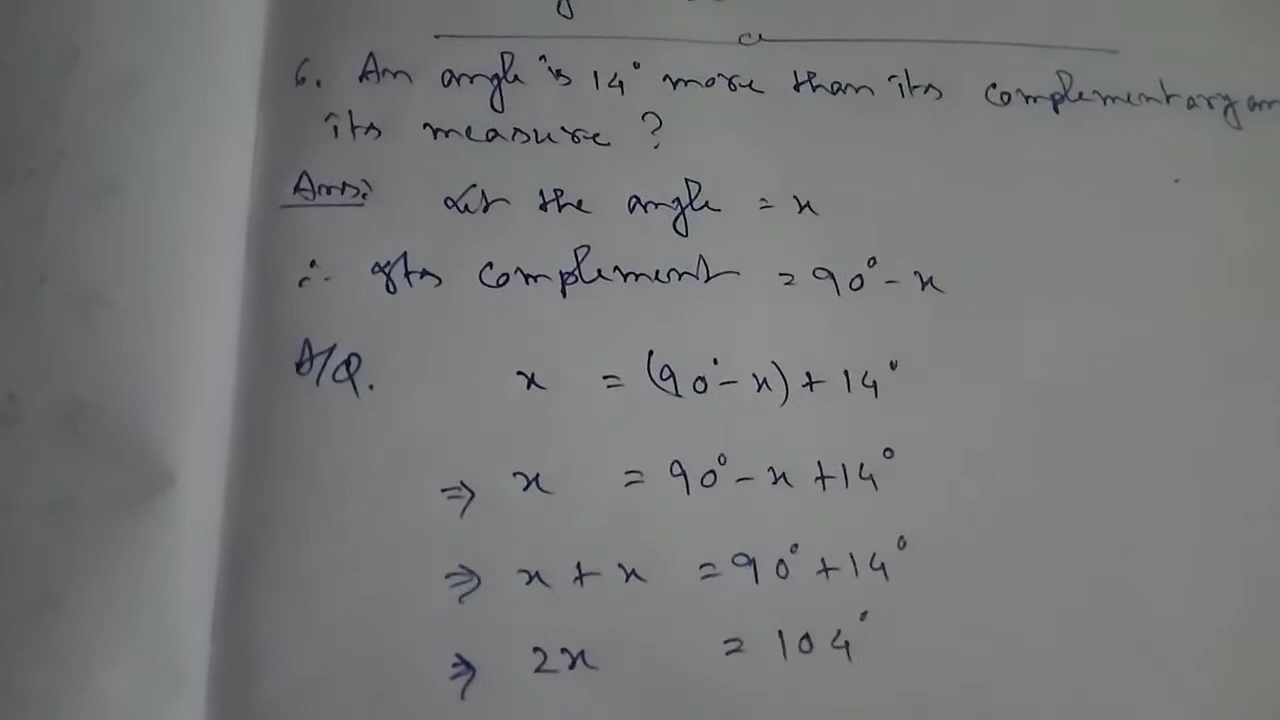 6. An angle is 14° more than its complementary an
its measure ?
Ans: Let the angle = x
∴ Its complement = 90° - x
A/Q. x = (90° - x) + 14°
⇒ x = 90° - x + 14°
⇒ x + x = 90° + 14°
⇒ 2x = 104°